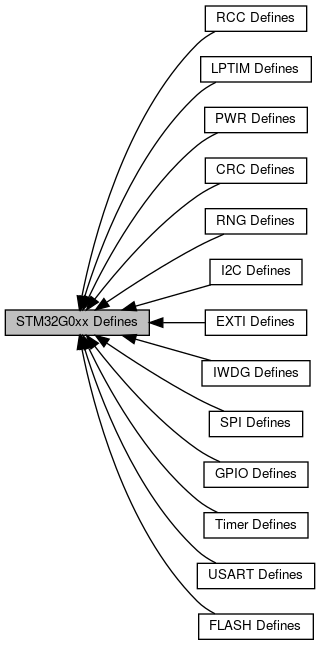 RCC Defines
LPTIM Defines
PWR Defines
CRC Defines
RNG Defines
I2C Defines
STM32G0xx Defines
EXTI Defines
IWDG Defines
SPI Defines
GPIO Defines
Timer Defines
USART Defines
FLASH Defines